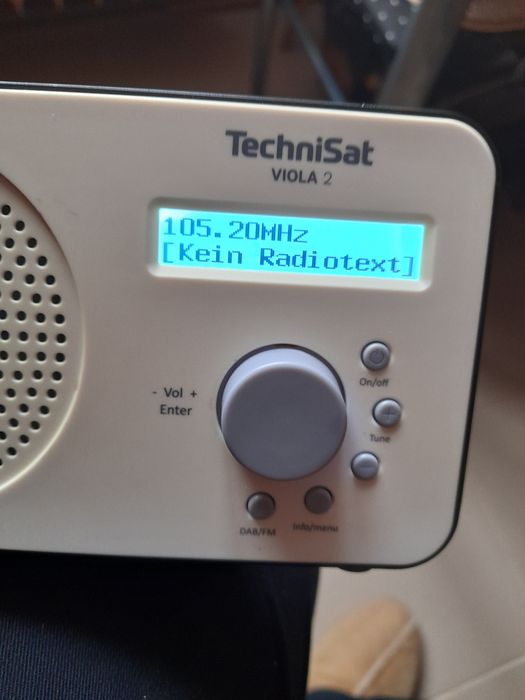 TechniSat
VIOLA 2
105.20MHz
[Kein Radiotext]
- Vol +
Enter
On/off
Tune
DAB/FM
Info/menu